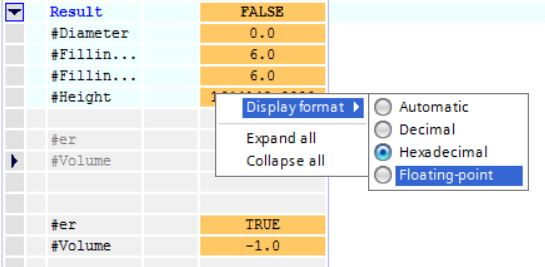 Result FALSE
#Diameter 0.0
#Fillin... 6.0
#Fillin... 6.0
#Height
Display format
Automatic
Decimal
Hexadecimal
Floating-point
Expand all
Collapse all
#er
#Volume
#er TRUE
#Volume -1.0